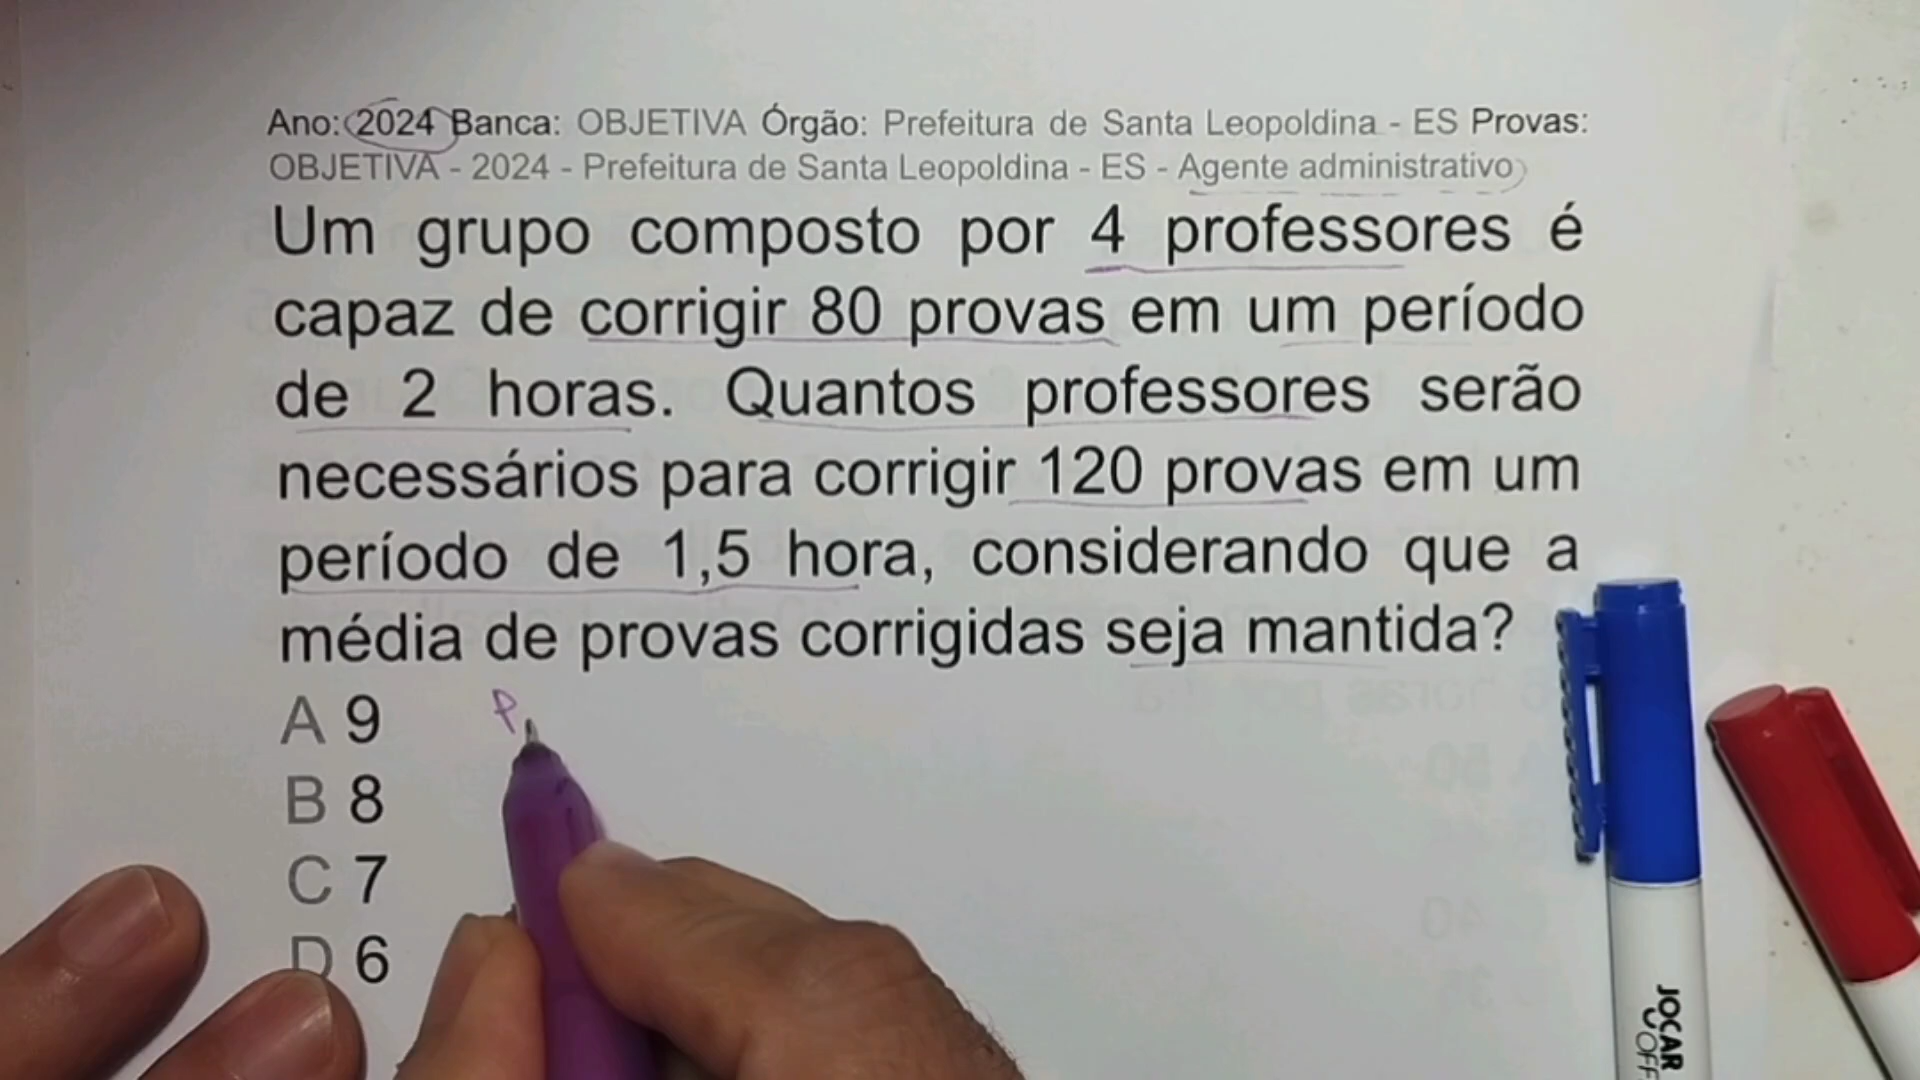 Ano: 2024 Banca: OBJETIVA Órgão: Prefeitura de Santa Leopoldina - ES Provas:
OBJETIVA - 2024 - Prefeitura de Santa Leopoldina - ES - Agente administrativo
Um grupo composto por 4 professores é
capaz de corrigir 80 provas em um período
de 2 horas. Quantos professores serão
necessários para corrigir 120 provas em um
período de 1,5 hora, considerando que a
média de provas corrigidas seja mantida?
A 9
B 8
C 7
D 6
P
JOCAR
OFF